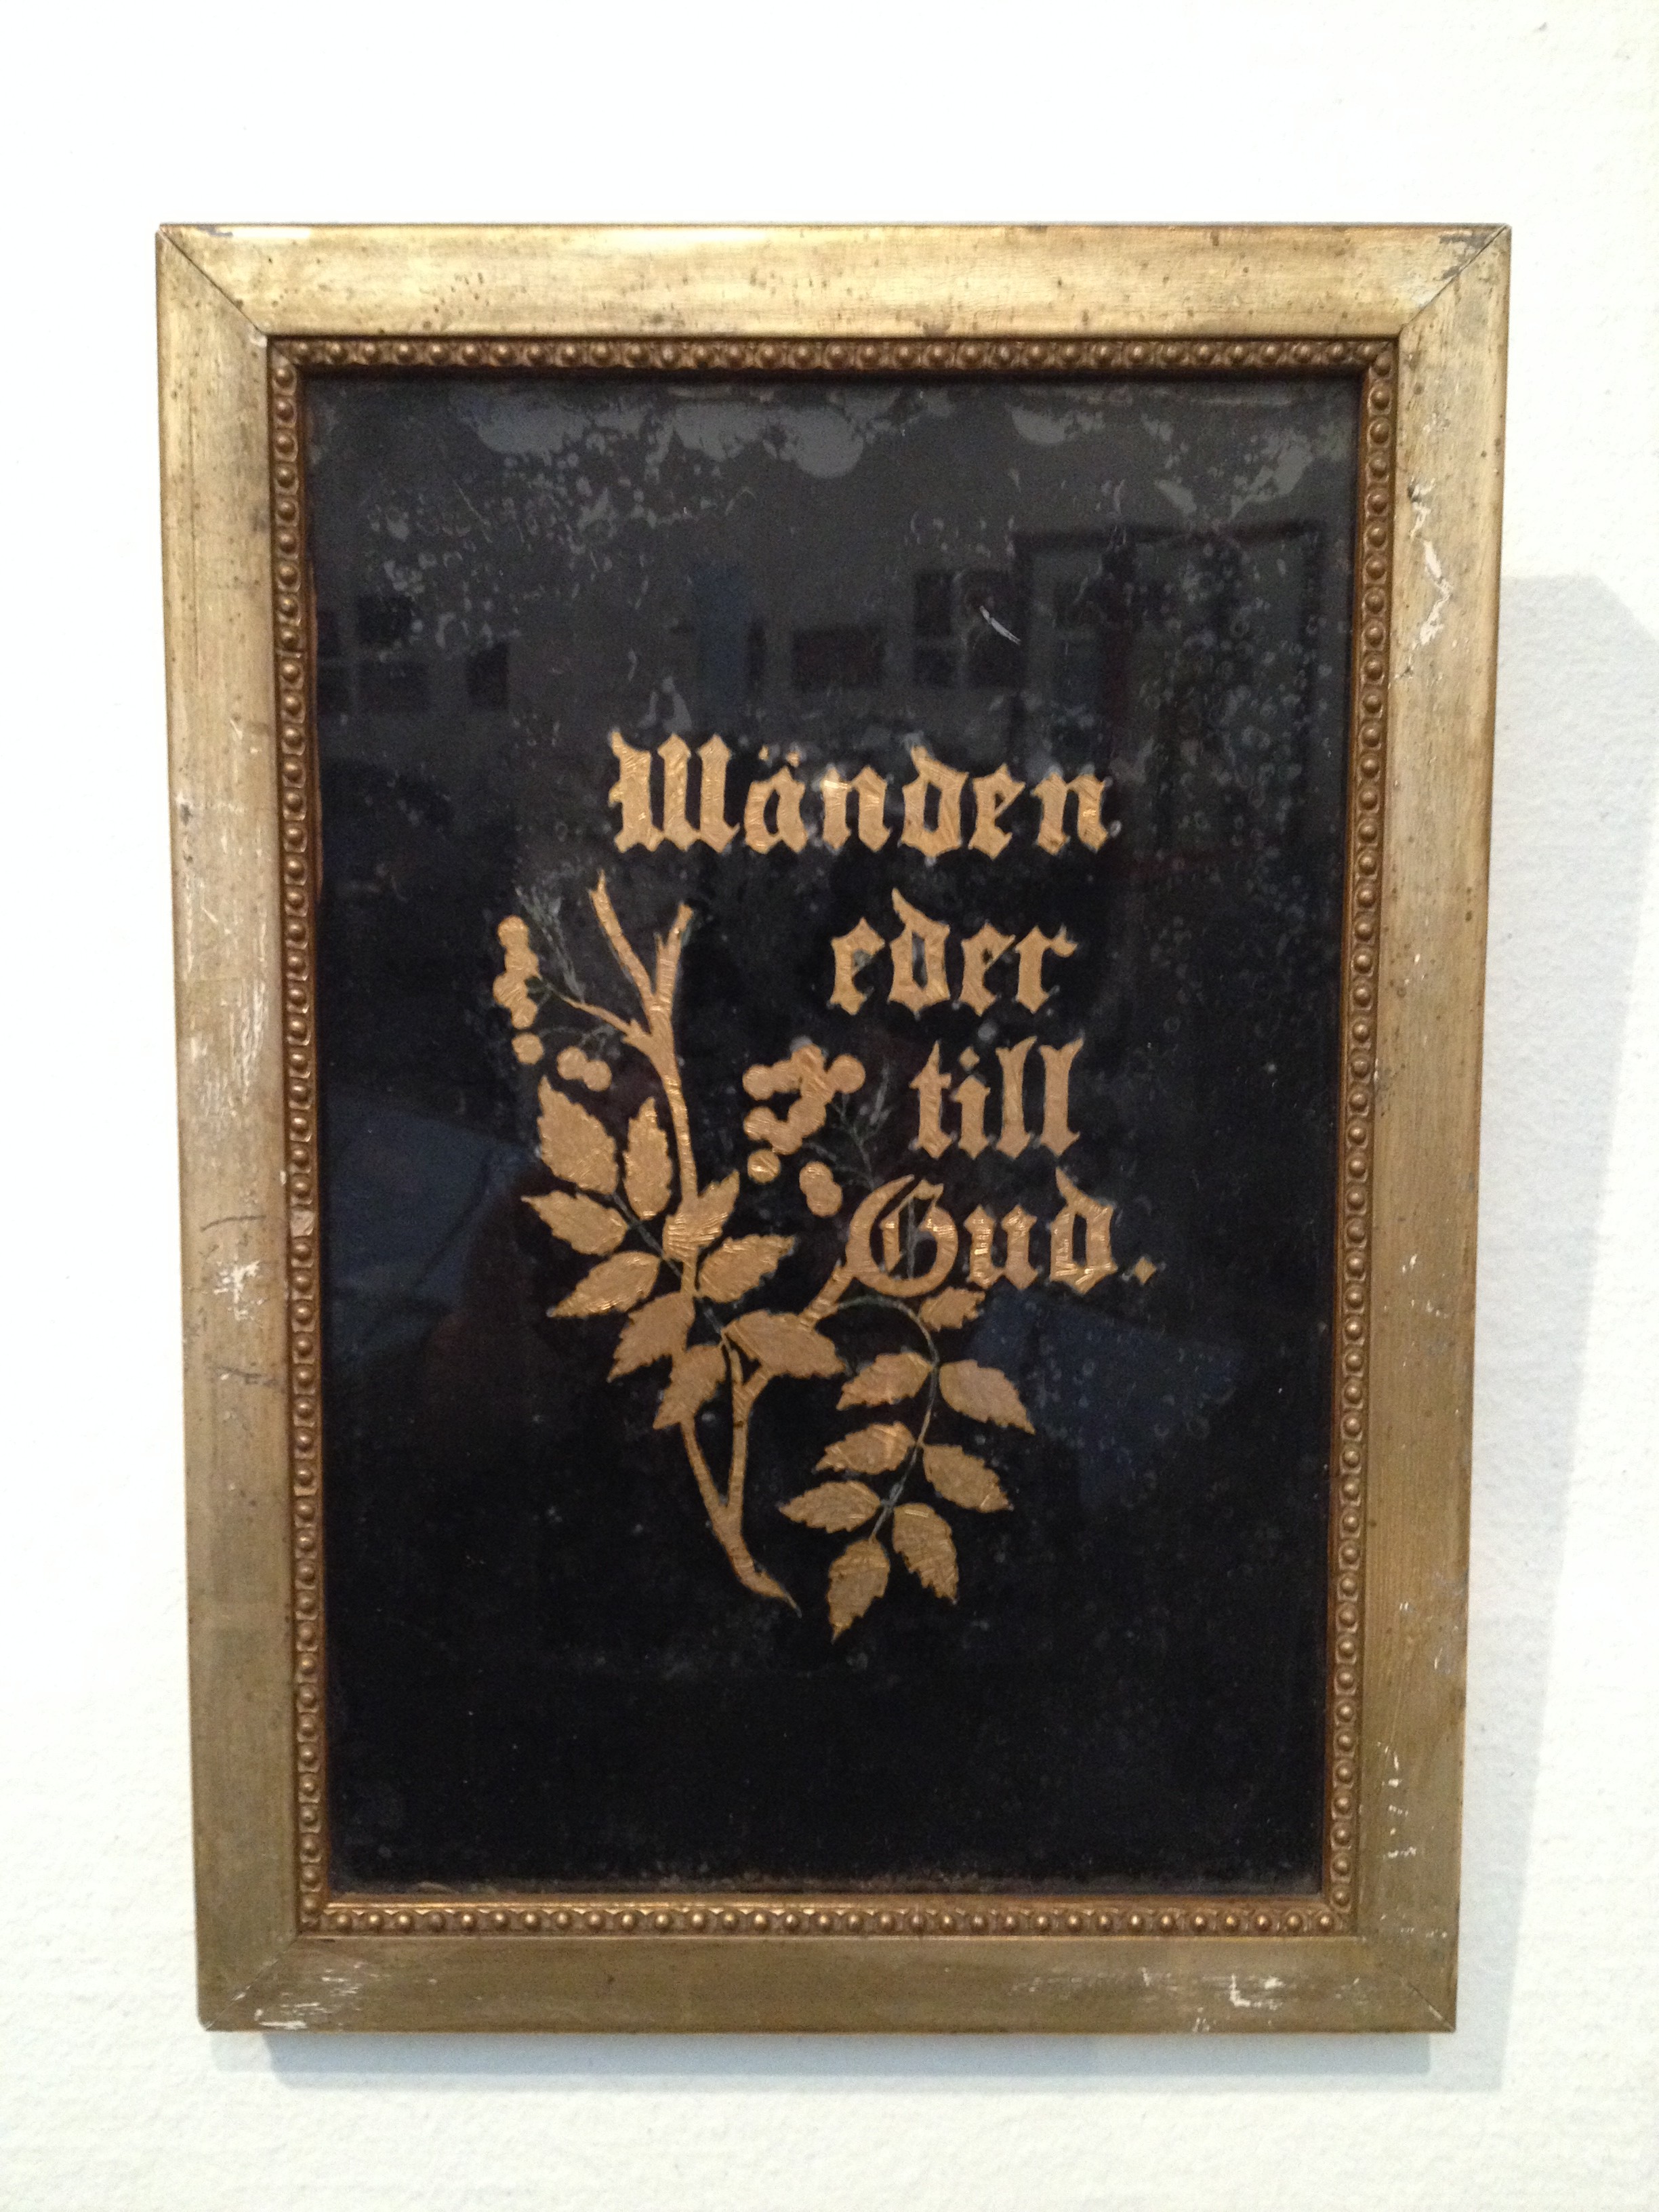 Wänden
eder
till
Gud.